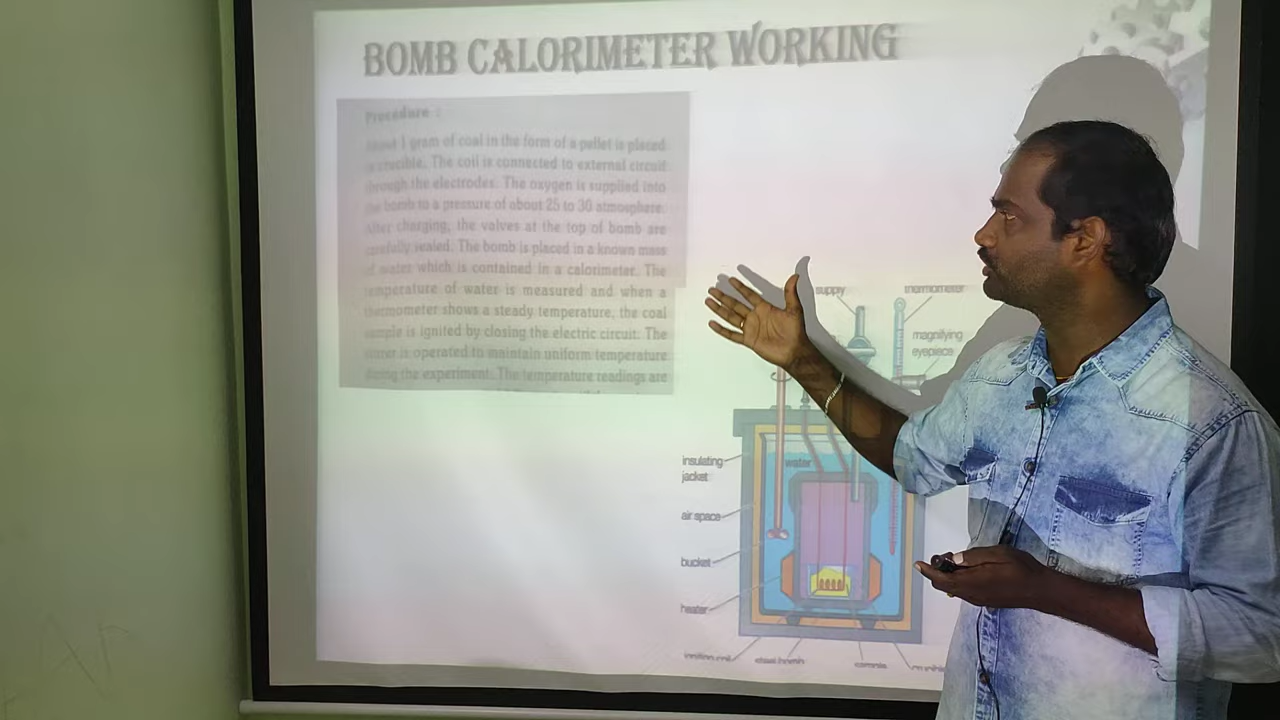 BOMB CALORIMETER WORKING
Procedure :
About 1 gram of coal in the form of a pellet is placed
in crucible. The coil is connected to external circuit
through the electrodes. The oxygen is supplied into
the bomb to a pressure of about 25 to 30 atmosphere.
After charging, the valves at the top of bomb are
carefully sealed. The bomb is placed in a known mass
of water which is contained in a calorimeter. The
temperature of water is measured and when a
thermometer shows a steady temperature, the coal
sample is ignited by closing the electric circuit. The
is operated to maintain uniform temperature
during the experiment. The temperature readings are
supply
thermometer
magnifying
eyepiece
insulating
jacket
water
air space
bucket
heater
ignition coil
steel bomb
sample
crucible